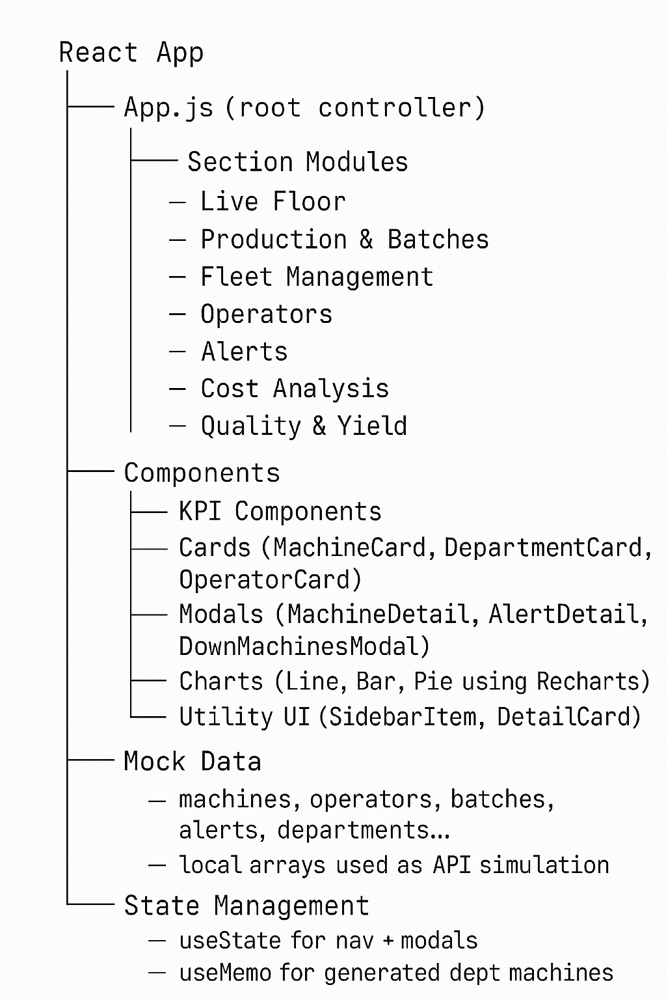 React App
App.js (root controller)
Section Modules
– Live Floor
– Production & Batches
– Fleet Management
– Operators
– Alerts
– Cost Analysis
– Quality & Yield
Components
KPI Components
Cards (MachineCard, DepartmentCard,
OperatorCard)
Modals (MachineDetail, AlertDetail,
DownMachinesModal)
Charts (Line, Bar, Pie using Recharts)
Utility UI (SidebarItem, DetailCard)
Mock Data
– machines, operators, batches,
alerts, departments...
– local arrays used as API simulation
State Management
– useState for nav + modals
– useMemo for generated dept machines